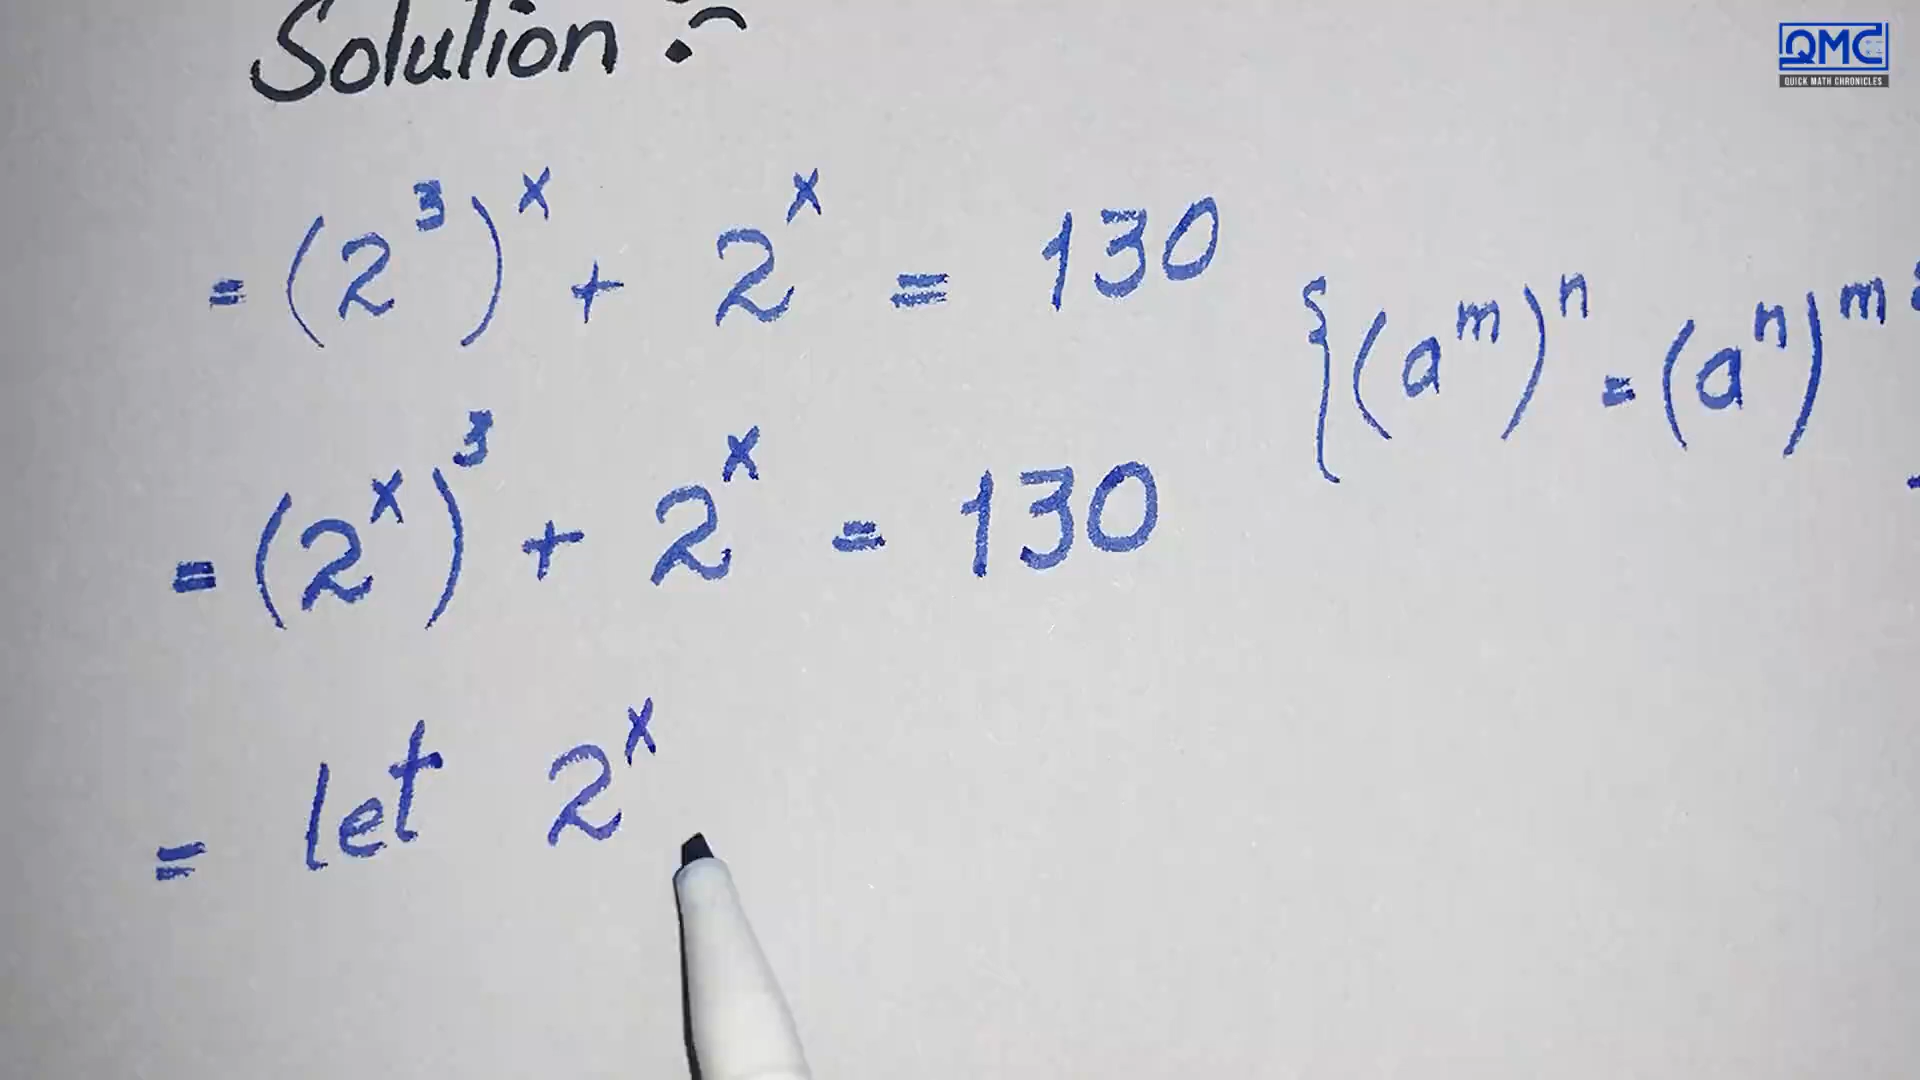 Solution :-
= (2³)ˣ + 2ˣ = 130
{(aᵐ)ⁿ = (aⁿ)ᵐ
= (2ˣ)³ + 2ˣ = 130
= let 2ˣ
QMC
QUICK MATH CHRONICLES